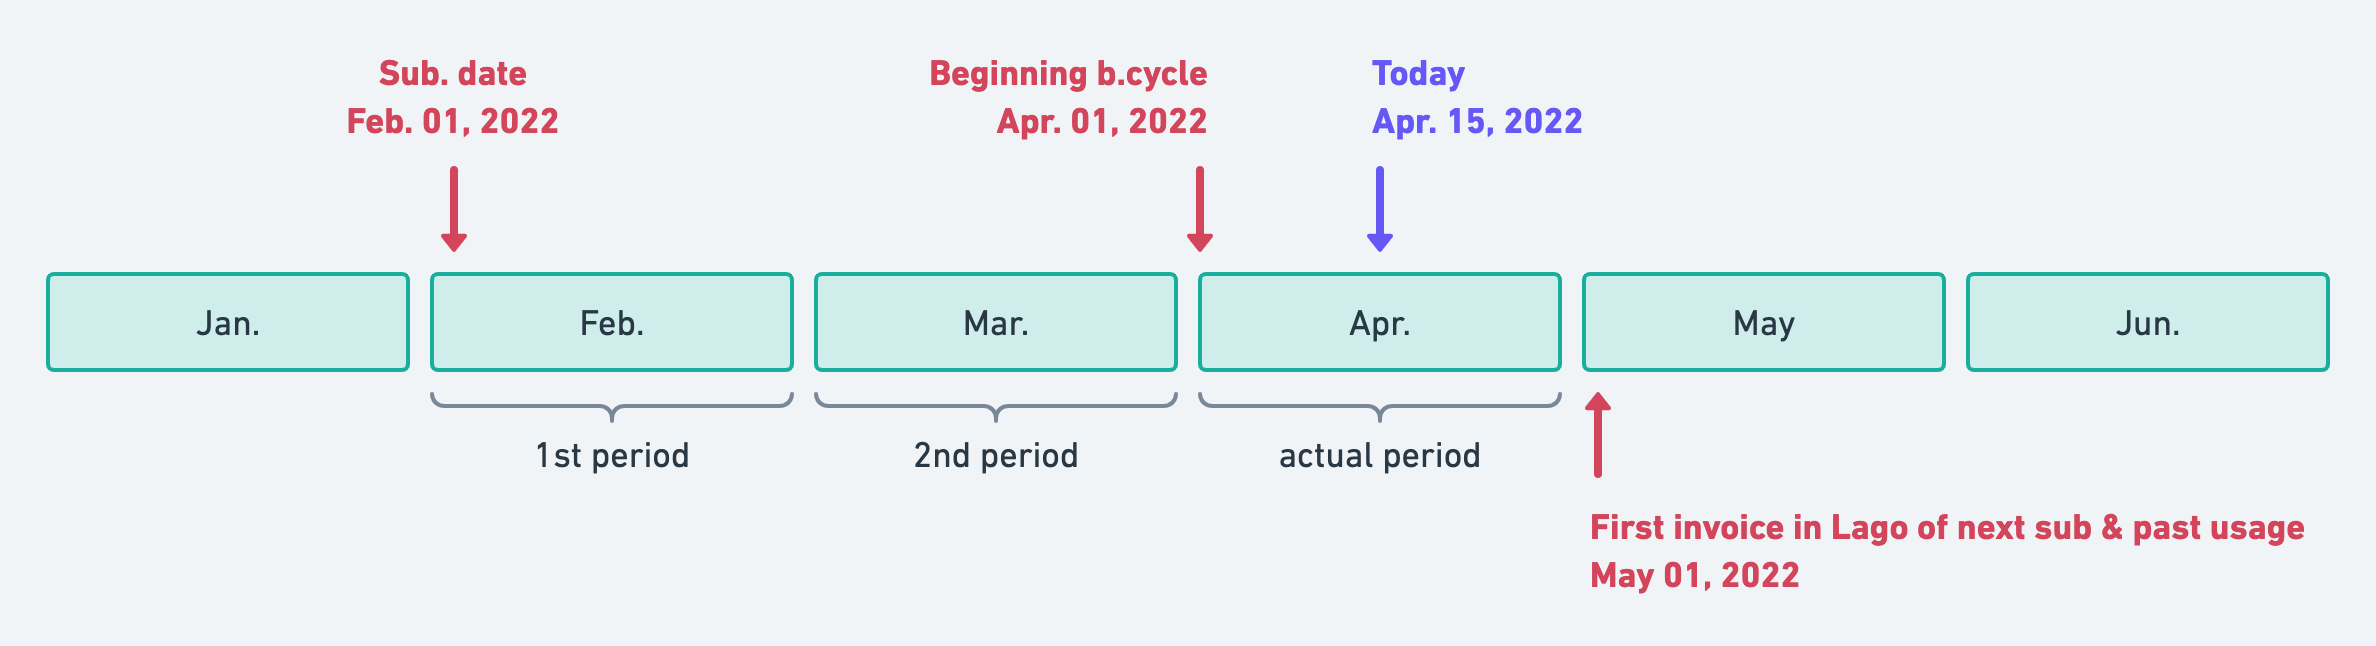 Sub. date
Feb. 01, 2022
Beginning b.cycle
Apr. 01, 2022
Today
Apr. 15, 2022
Jan.
Feb.
Mar.
Apr.
May
Jun.
1st period
2nd period
actual period
First invoice in Lago of next sub & past usage
May 01, 2022